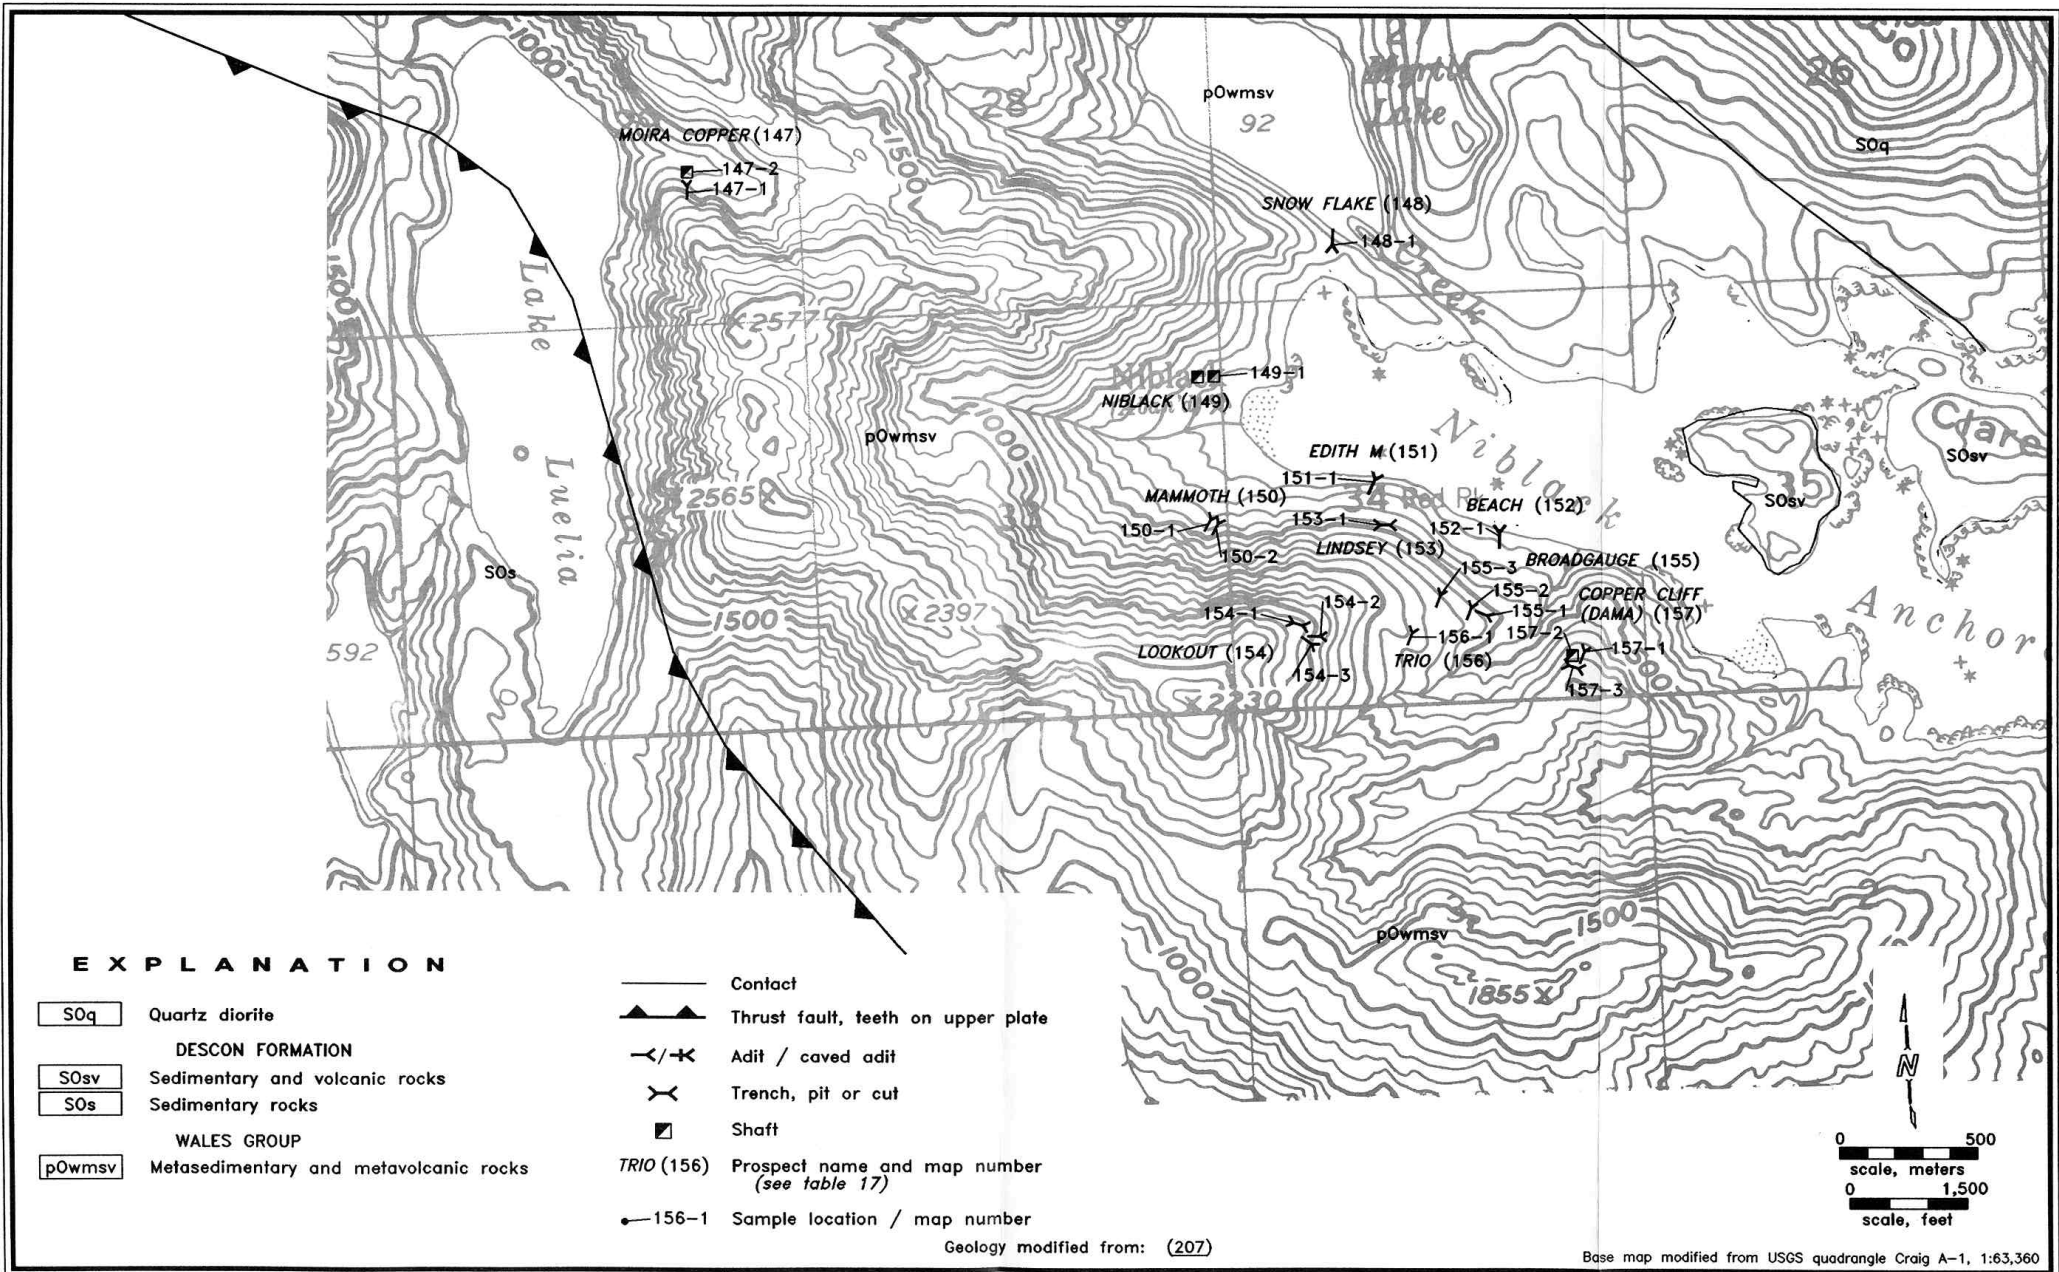 1000
28
pOwmsv
92
Myrtle
Lake
26
SOq
MOIRA COPPER (147)
147-2
147-1
1500
SNOW FLAKE (148)
148-1
Creek
1500
Lake
Luelia
2577
149-1
NIBLACK (149)
Niblack
pOwmsv
1000
EDITH M (151)
151-1
34
BEACH (152)
152-1
MAMMOTH (150)
150-1
150-2
153-1
LINDSEY (153)
35
SOsv
Clare
SOsv
2565
SOs
BROADGAUGE (155)
155-3
155-2
155-1
COPPER CLIFF
(DAMA) (157)
157-2
157-1
157-3
154-1
154-2
154-3
LOOKOUT (154)
156-1
TRIO (156)
Anchor
1500
2397
592
2230
pOwmsv
1500
1000
1855
EXPLANATION
SOq Quartz diorite
DESCON FORMATION
SOsv Sedimentary and volcanic rocks
SOs Sedimentary rocks
WALES GROUP
pOwmsv Metasedimentary and metavolcanic rocks
Contact
Thrust fault, teeth on upper plate
Adit / caved adit
Trench, pit or cut
Shaft
TRIO (156) Prospect name and map number
(see table 17)
156-1 Sample location / map number
Geology modified from: (207)
N
0 500
scale, meters
0 1,500
scale, feet
Base map modified from USGS quadrangle Craig A-1, 1:63,360